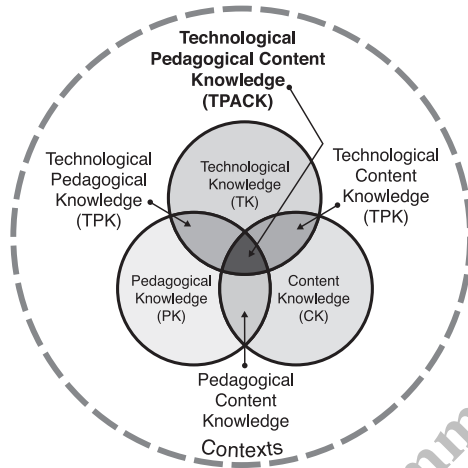 Technological
Pedagogical Content
Knowledge
(TPACK)
Technological
Pedagogical
Knowledge
(TPK)
Technological
Knowledge
(TK)
Technological
Content
Knowledge
(TPK)
Pedagogical
Knowledge
(PK)
Content
Knowledge
(CK)
Pedagogical
Content
Knowledge
Contexts